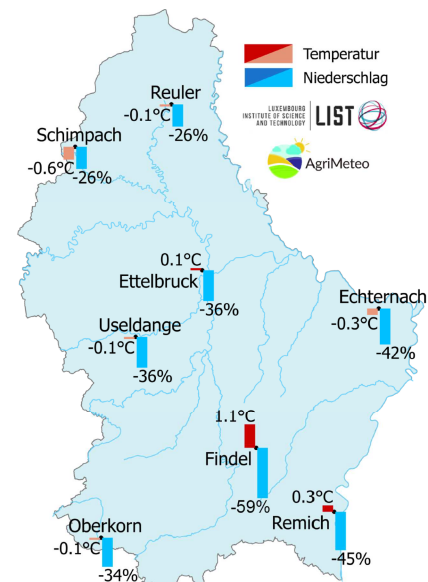 Temperatur
Niederschlag
LUXEMBOURG
INSTITUTE OF SCIENCE
AND TECHNOLOGY
LIST
AgriMeteo
Reuler
-0.1°C
-26%
Schimpach
-0.6°C
-26%
0.1°C
Ettelbruck
-36%
Echternach
-0.3°C
-42%
Useldange
-0.1°C
-36%
1.1°C
Findel
-59%
0.3°C
Remich
-45%
Oberkorn
-0.1°C
-34%